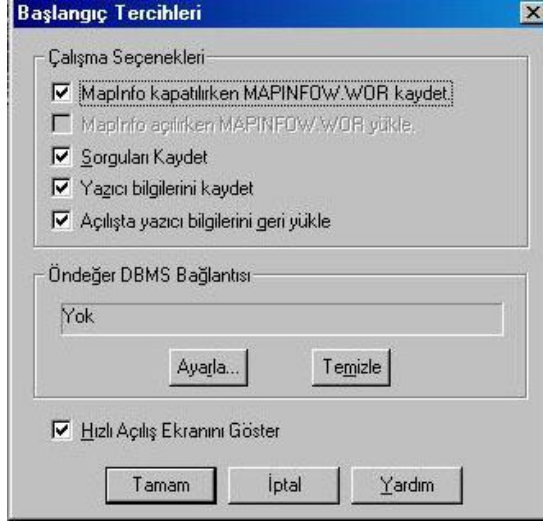 Başlangıç Tercihleri
Çalışma Seçenekleri
MapInfo kapatılırken MAPINFOW.WOR kaydet.
MapInfo açılırken MAPINFOW.WOR yükle.
Sorguları Kaydet
Yazıcı bilgilerini kaydet
Açılışta yazıcı bilgilerini geri yükle
Öndeğer DBMS Bağlantısı
Yok
Ayarla... Temizle
Hızlı Açılış Ekranını Göster
Tamam İptal Yardım